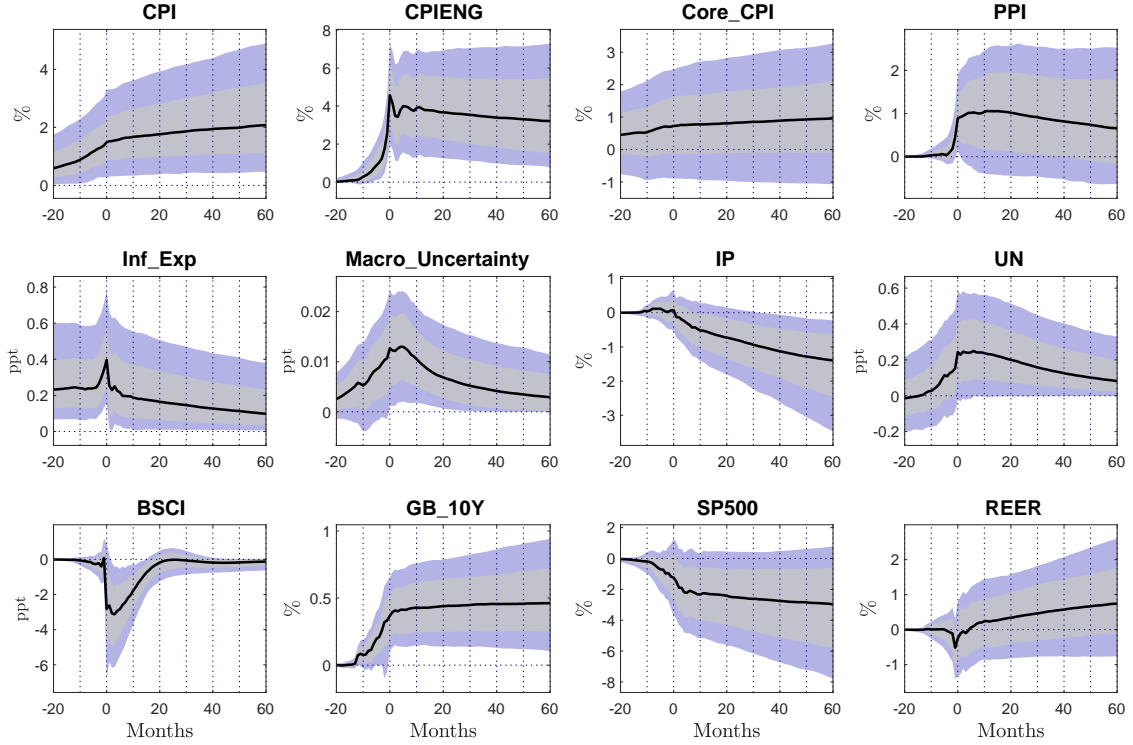 CPI CPIENG Core_CPI PPI
% 4 2 0
% 8 6 4 2 0
% 3 2 1 0 -1
% 2 1 0
-20 0 20 40 60 -20 0 20 40 60 -20 0 20 40 60 -20 0 20 40 60
Inf_Exp Macro_Uncertainty IP UN
ppt 0.8 0.6 0.4 0.2 0
ppt 0.02 0.01 0
% 1 0 -1 -2 -3
ppt 0.6 0.4 0.2 0 -0.2
-20 0 20 40 60 -20 0 20 40 60 -20 0 20 40 60 -20 0 20 40 60
BSCI GB_10Y SP500 REER
ppt 0 -2 -4 -6
% 1 0.5 0
% 2 0 -2 -4 -6 -8
% 2 1 0 -1
-20 0 20 40 60 -20 0 20 40 60 -20 0 20 40 60 -20 0 20 40 60
Months Months Months Months